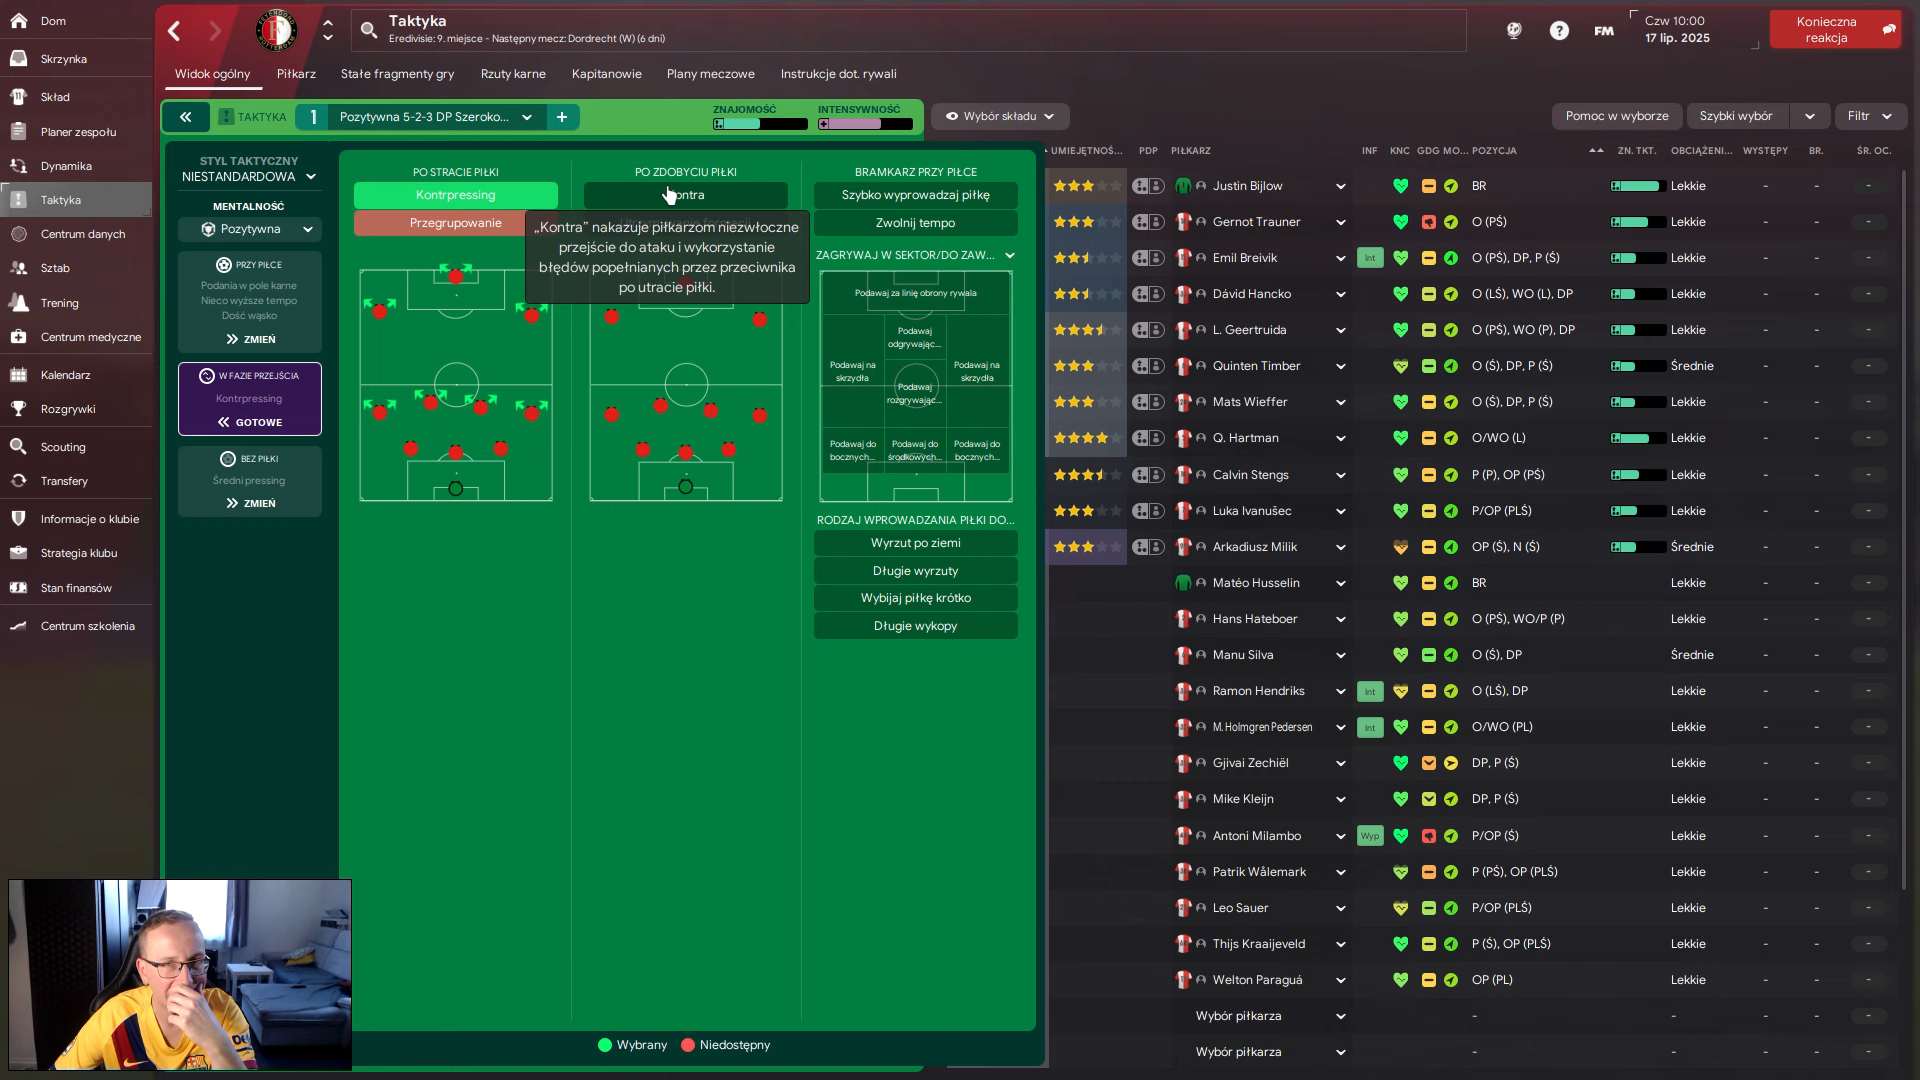 Dom
Skrzynka
Skład
Planer zespołu
Dynamika
Taktyka
Centrum danych
Sztab
Trening
Centrum medyczne
Kalendarz
Rozgrywki
Scouting
Transfery
Informacje o klubie
Strategia klubu
Stan finansów
Centrum szkolenia
Taktyka
Eredivisie: 9. miejsce - Następny mecz: Dordrecht (W) (6 dni)
FM
Czw 10:00
17 lip. 2025
Konieczna
reakcja
Widok ogólny
Piłkarz
Stałe fragmenty gry
Rzuty karne
Kapitanowie
Plany meczowe
Instrukcje dot. rywali
TAKTYKA
1
Pozytywna 5-2-3 DP Szeroko...
ZNAJOMOŚĆ
INTENSYWNOŚĆ
Wybór składu
Pomoc w wyborze
Szybki wybór
Filtr
STYL TAKTYCZNY
NIESTANDARDOWA
MENTALNOŚĆ
Pozytywna
PRZY PIŁCE
Podania w pole karne
Nieco wyższe tempo
Dość wąsko
ZMIEŃ
W FAZIE PRZEJŚCIA
Kontrpressing
GOTOWE
BEZ PIŁKI
Średni pressing
ZMIEŃ
PO STRACIE PIŁKI
Kontrpressing
Przegrupowanie
PO ZDOBYCIU PIŁKI
„Kontra” nakazuje piłkarzom niezwłoczne
przejście do ataku i wykorzystanie
błędów popełnianych przez przeciwnika
po utracie piłki.
BRAMKARZ PRZY PIŁCE
Szybko wyprowadzaj piłkę
Zwolnij tempo
ZAGRYWAJ W SEKTOR/DO ZAW...
Podawaj za linię obrony rywala
Podawaj
odgrywając...
Podawaj na
skrzydła
Podawaj
rozgrywając...
Podawaj na
skrzydła
Podawaj do
bocznych...
Podawaj do
środkowych...
Podawaj do
bocznych...
RODZAJ WPROWADZANIA PIŁKI DO...
Wyrzut po ziemi
Długie wyrzuty
Wybijaj piłkę krótko
Długie wykopy
Wybrany
Niedostępny
UMIEJĘTNOŚ... PDP PIŁKARZ INF KNC GDG MO... POZYCJA ZN. TKT. OBCIĄŻENI... WYSTĘPY BR. ŚR. OC.
Justin Bijlow BR Lekkie - - -
Gernot Trauner O (PŚ) Lekkie - - -
Emil Breivik Int O (PŚ), DP, P (Ś) Lekkie - - -
Dávid Hancko O (LŚ), WO (L), DP Lekkie - - -
L. Geertruida O (PŚ), WO (P), DP Lekkie - - -
Quinten Timber O (Ś), DP, P (Ś) Średnie - - -
Mats Wieffer O (Ś), DP, P (Ś) Lekkie - - -
Q. Hartman O/WO (L) Lekkie - - -
Calvin Stengs P (P), OP (PŚ) Lekkie - - -
Luka Ivanušec P/OP (PLŚ) Lekkie - - -
Arkadiusz Milik OP (Ś), N (Ś) Średnie - - -
Matéo Husselin BR Lekkie - - -
Hans Hateboer O (PŚ), WO/P (P) Lekkie - - -
Manu Silva O (Ś), DP Średnie - - -
Ramon Hendriks Int O (LŚ), DP Lekkie - - -
M. Holmgren Pedersen Int O/WO (PL) Lekkie - - -
Gjivai Zechiël DP, P (Ś) Lekkie - - -
Mike Kleijn DP, P (Ś) Lekkie - - -
Antoni Milambo Wyp P/OP (Ś) Lekkie - - -
Patrik Wålemark P (PŚ), OP (PLŚ) Lekkie - - -
Leo Sauer P/OP (PLŚ) Lekkie - - -
Thijs Kraaijeveld P (Ś), OP (PLŚ) Lekkie - - -
Welton Paraguá OP (PL) Lekkie - - -
Wybór piłkarza - - - -
Wybór piłkarza - - - -